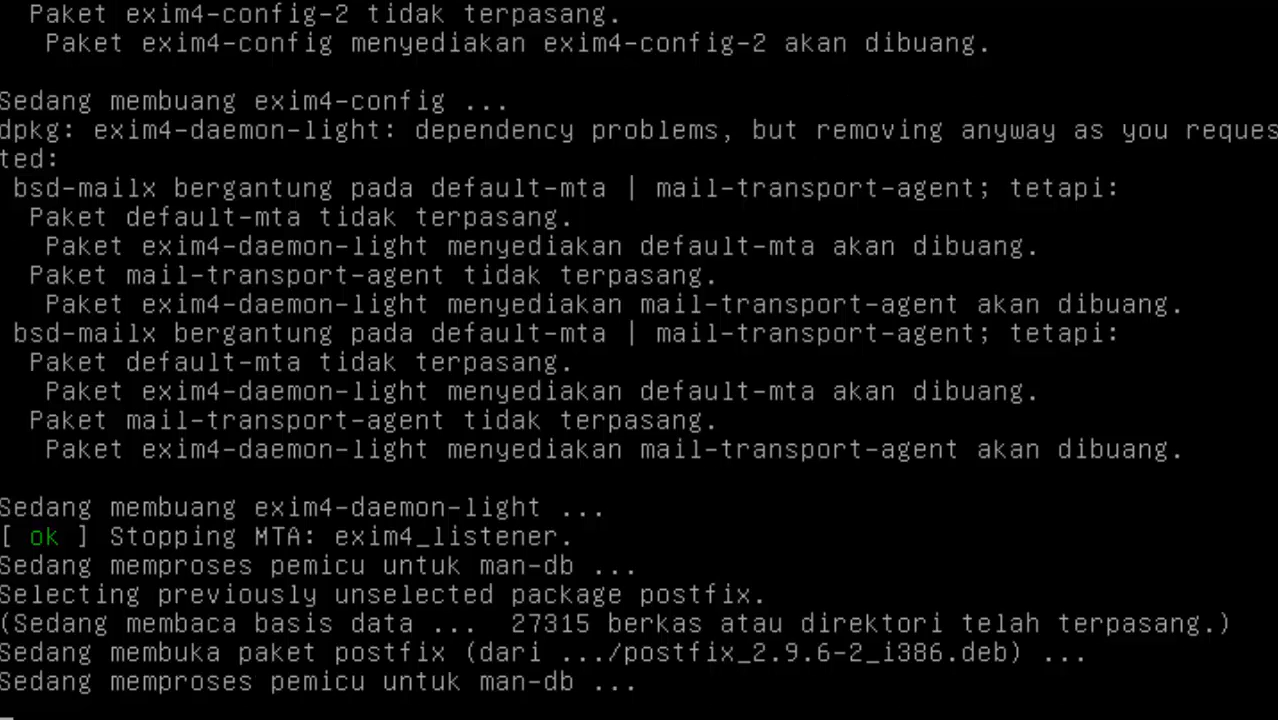 Paket exim4-config-2 tidak terpasang.
Paket exim4-config menyediakan exim4-config-2 akan dibuang.
Sedang membuang exim4-config ...
dpkg: exim4-daemon-light: dependency problems, but removing anyway as you reques
ted:
bsd-mailx bergantung pada default-mta | mail-transport-agent; tetapi:
Paket default-mta tidak terpasang.
Paket exim4-daemon-light menyediakan default-mta akan dibuang.
Paket mail-transport-agent tidak terpasang.
Paket exim4-daemon-light menyediakan mail-transport-agent akan dibuang.
bsd-mailx bergantung pada default-mta | mail-transport-agent; tetapi:
Paket default-mta tidak terpasang.
Paket exim4-daemon-light menyediakan default-mta akan dibuang.
Paket mail-transport-agent tidak terpasang.
Paket exim4-daemon-light menyediakan mail-transport-agent akan dibuang.
Sedang membuang exim4-daemon-light ...
[ ok ] Stopping MTA: exim4_listener.
Sedang memproses pemicu untuk man-db ...
Selecting previously unselected package postfix.
(Sedang membaca basis data ...  27315 berkas atau direktori telah terpasang.)
Sedang membuka paket postfix (dari .../postfix_2.9.6-2_i386.deb) ...
Sedang memproses pemicu untuk man-db ...